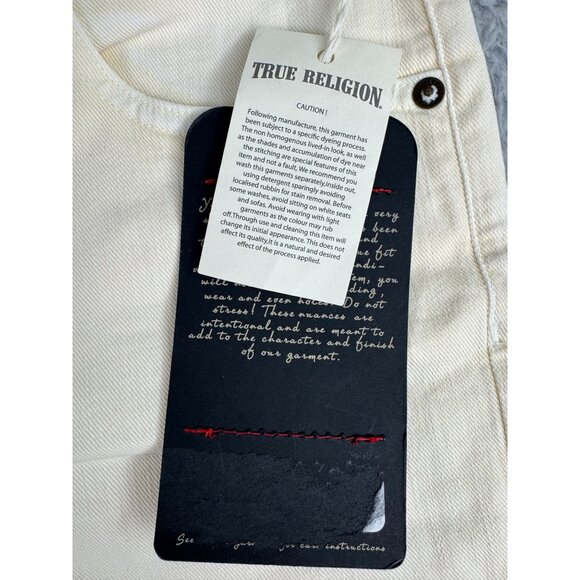 TRUE RELIGION®
CAUTION !
Following manufacture, this garment has
been subject to a specific dyeing process.
The non homogenous lived-in look, as well
as the shades and accumulation of dye near
the stitching are special features of this
item and not a fault, We recommend you
wash this garments separately,inside out,
using detergent sparingly avoiding
localised rubbin for stain removal. Before
some washes, avoid sitting on white seats
and sofas. Avoid wearing with light
garments as the colour may rub
off.Through use and cleaning this item will
change its initial appearance. This does not
affect its quality,it is a natural and desired
effect of the process applied.
very
been
and
fit
you
will
wear and even holes. Do not
stress! These nuances are
intentional and are meant to
add to the character and finish
of our garment.
See
instructions